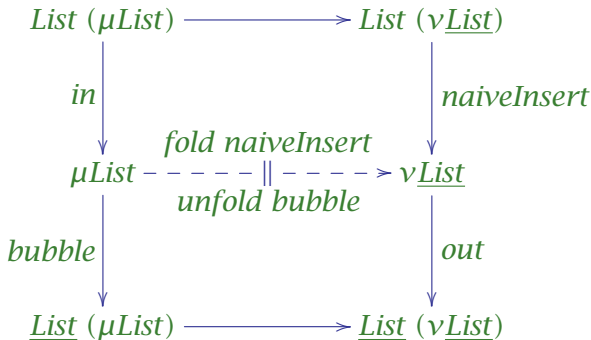 List (μList) List (νList)
in naiveInsert
fold naiveInsert
μList νList
unfold bubble
bubble out
List (μList) List (νList)